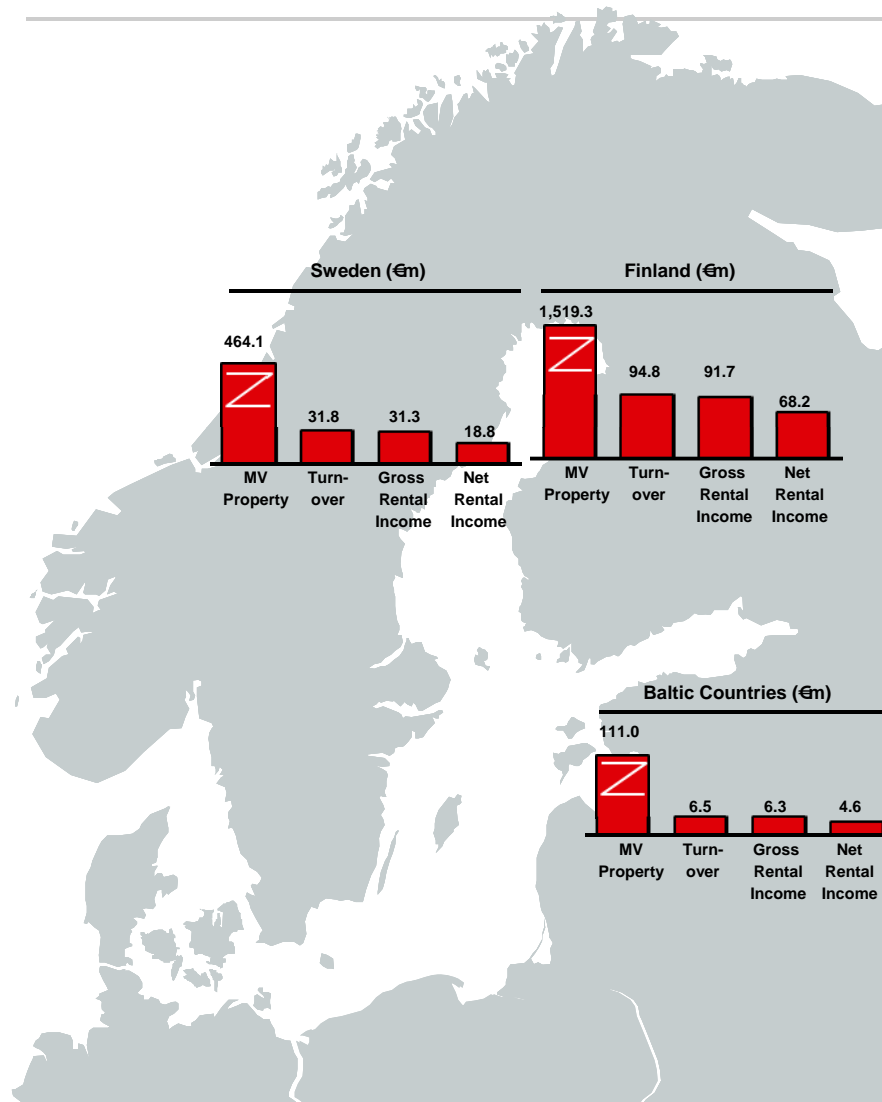 Sweden (€m)
464.1
31.8
31.3
18.8
MV
Property
Turn-
over
Gross
Rental
Income
Net
Rental
Income
Finland (€m)
1,519.3
94.8
91.7
68.2
MV
Property
Turn-
over
Gross
Rental
Income
Net
Rental
Income
Baltic Countries (€m)
111.0
6.5
6.3
4.6
MV
Property
Turn-
over
Gross
Rental
Income
Net
Rental
Income